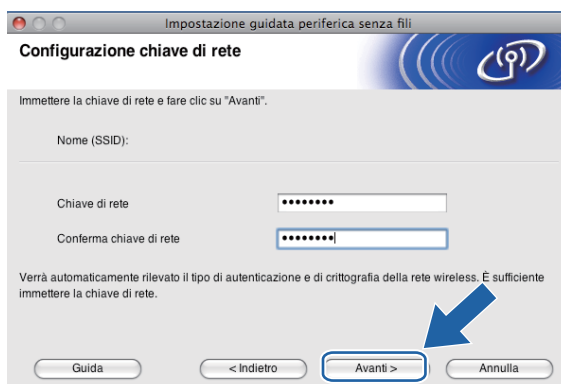 Impostazione guidata periferica senza fili
Configurazione chiave di rete
Immettere la chiave di rete e fare clic su "Avanti".
Nome (SSID):
Chiave di rete ••••••••
Conferma chiave di rete ••••••••
Verrà automaticamente rilevato il tipo di autenticazione e di crittografia della rete wireless. È sufficiente
immettere la chiave di rete.
Guida < Indietro Avanti > Annulla